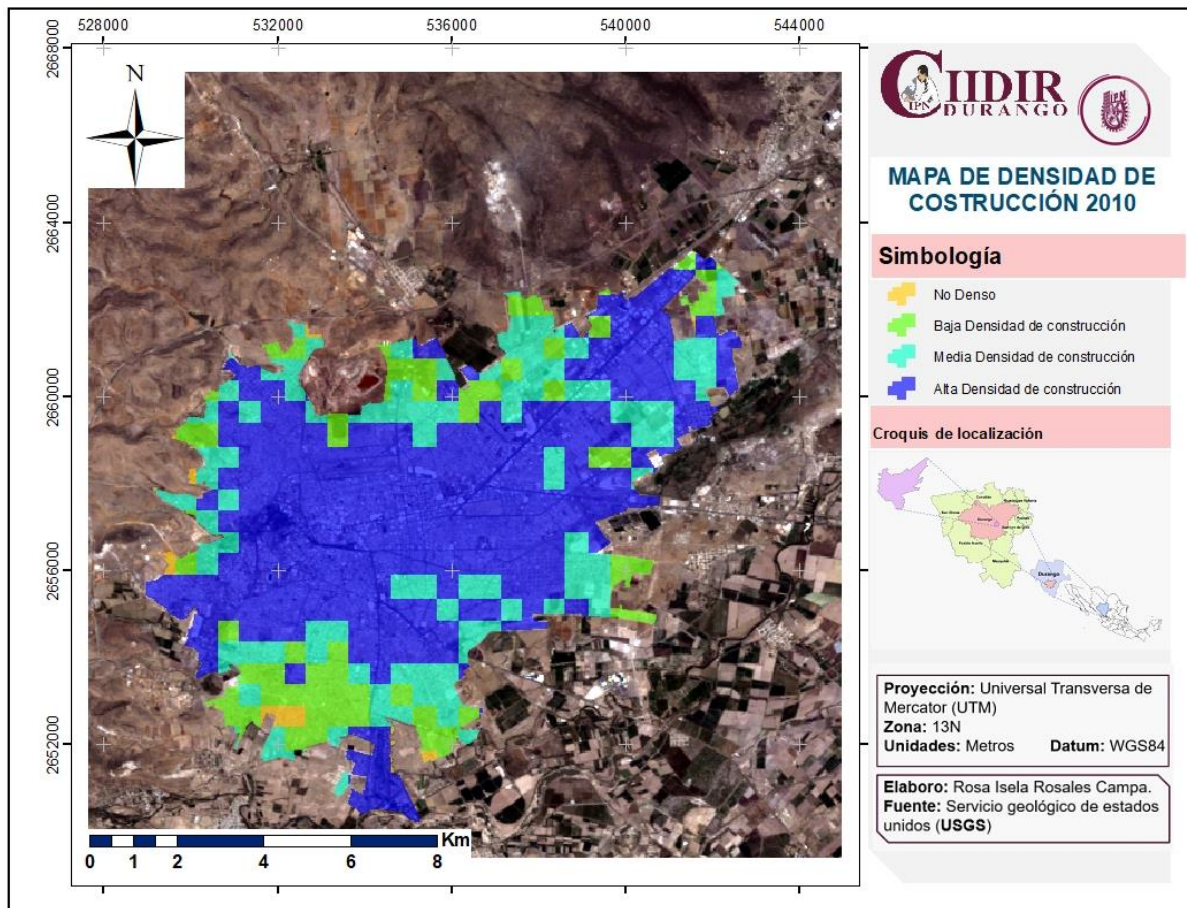 528000 532000 536000 540000 544000
2668000
2664000
2660000
2656000
2652000
N
0 1 2 4 6 8 Km
CIIDIR
IPN
DURANGO
IPN
MAPA DE DENSIDAD DE
COSTRUCCIÓN 2010
Simbología
No Denso
Baja Densidad de construcción
Media Densidad de construcción
Alta Densidad de construcción
Croquis de localización
Durango
Durango
Proyección: Universal Transversa de
Mercator (UTM)
Zona: 13N
Unidades: Metros Datum: WGS84
Elaboro: Rosa Isela Rosales Campa.
Fuente: Servicio geológico de estados
unidos (USGS)